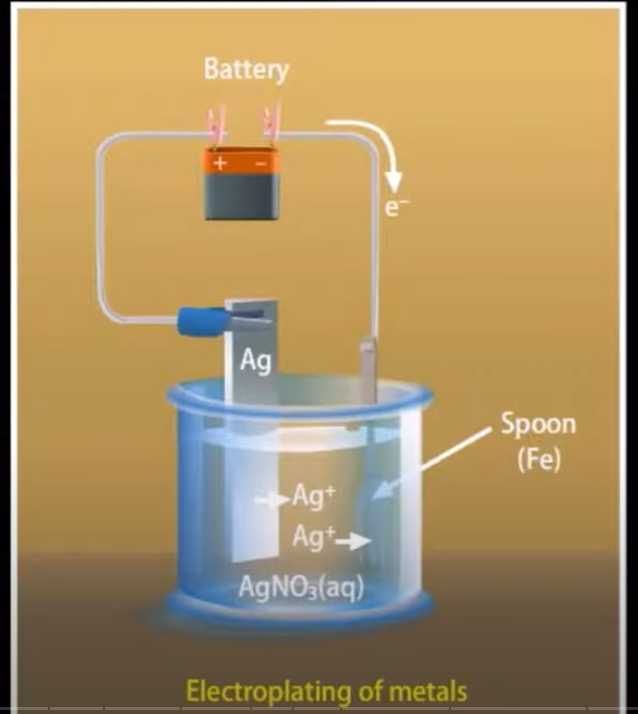 Battery
+ −
e⁻
Ag
Spoon
(Fe)
Ag⁺
Ag⁺
AgNO₃(aq)
Electroplating of metals